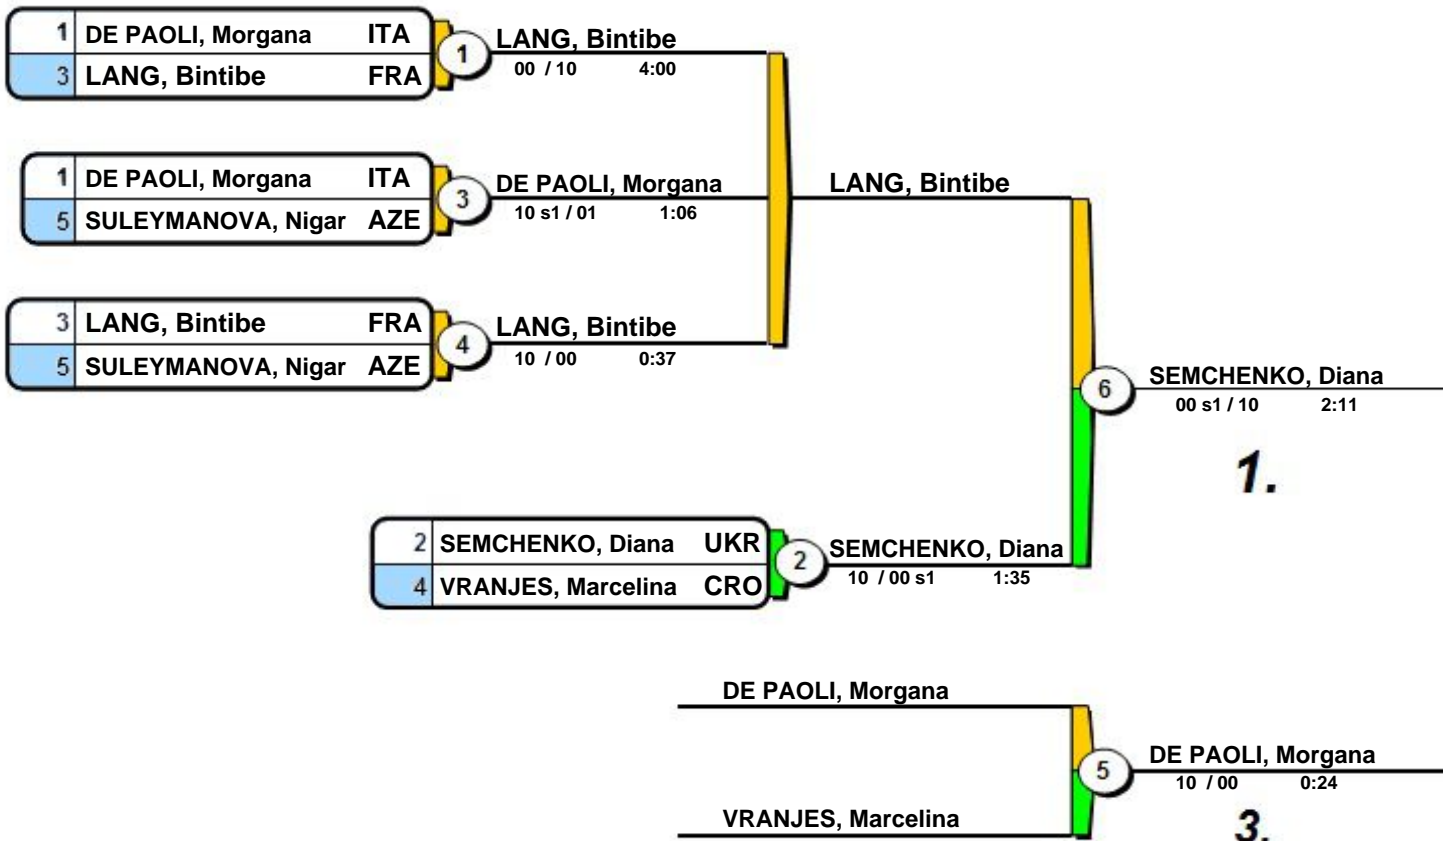 1 DE PAOLI, Morgana ITA
3 LANG, Bintibe FRA
1
LANG, Bintibe
00 / 10 4:00
1 DE PAOLI, Morgana ITA
5 SULEYMANOVA, Nigar AZE
3
DE PAOLI, Morgana
10 s1 / 01 1:06
LANG, Bintibe
3 LANG, Bintibe FRA
5 SULEYMANOVA, Nigar AZE
4
LANG, Bintibe
10 / 00 0:37
6
SEMCHENKO, Diana
00 s1 / 10 2:11
1.
2 SEMCHENKO, Diana UKR
4 VRANJES, Marcelina CRO
2
SEMCHENKO, Diana
10 / 00 s1 1:35
DE PAOLI, Morgana
5
DE PAOLI, Morgana
10 / 00 0:24
VRANJES, Marcelina
3.